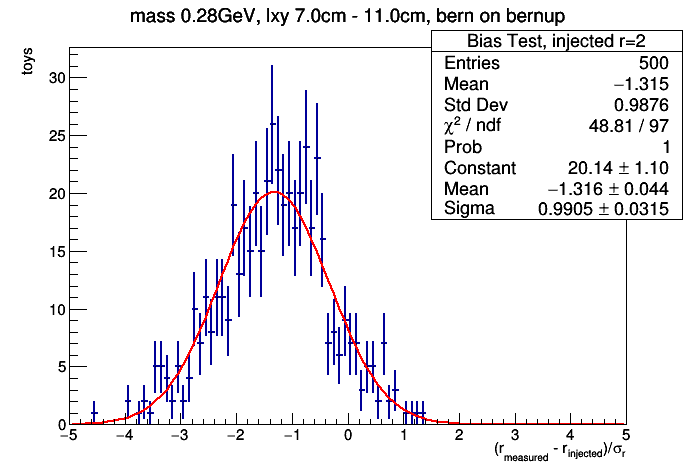 mass 0.28GeV, lxy 7.0cm - 11.0cm, bern on bernup
Bias Test, injected r=2
Entries 500
Mean −1.315
Std Dev 0.9876
χ² / ndf 48.81 / 97
Prob 1
Constant 20.14 ± 1.10
Mean −1.316 ± 0.044
Sigma 0.9905 ± 0.0315
toys
30
25
20
15
10
5
0
−5 −4 −3 −2 −1 0 1 2 3 4 5
(r_measured - r_injected)/σ_r